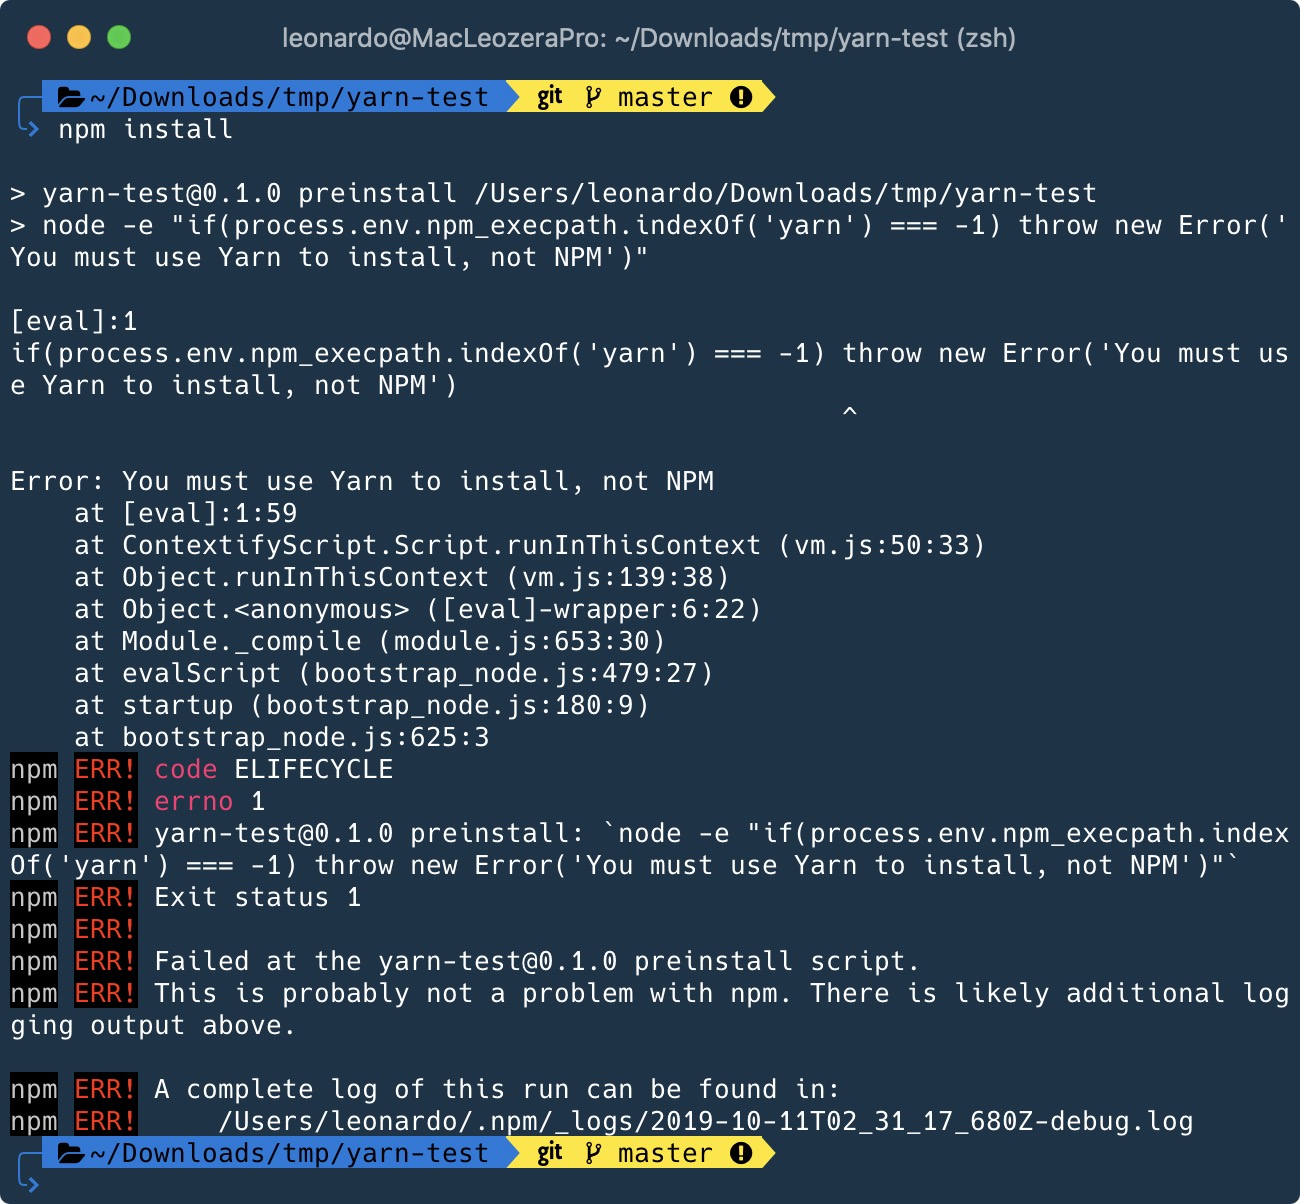 leonardo@MacLeozeraPro: ~/Downloads/tmp/yarn-test (zsh)
~/Downloads/tmp/yarn-test git master
npm install
> yarn-test@0.1.0 preinstall /Users/leonardo/Downloads/tmp/yarn-test
> node -e "if(process.env.npm_execpath.indexOf('yarn') === -1) throw new Error('
You must use Yarn to install, not NPM')"
[eval]:1
if(process.env.npm_execpath.indexOf('yarn') === -1) throw new Error('You must us
e Yarn to install, not NPM')
^
Error: You must use Yarn to install, not NPM
at [eval]:1:59
at ContextifyScript.Script.runInThisContext (vm.js:50:33)
at Object.runInThisContext (vm.js:139:38)
at Object.<anonymous> ([eval]-wrapper:6:22)
at Module._compile (module.js:653:30)
at evalScript (bootstrap_node.js:479:27)
at startup (bootstrap_node.js:180:9)
at bootstrap_node.js:625:3
npm ERR! code ELIFECYCLE
npm ERR! errno 1
npm ERR! yarn-test@0.1.0 preinstall: `node -e "if(process.env.npm_execpath.index
Of('yarn') === -1) throw new Error('You must use Yarn to install, not NPM')"`
npm ERR! Exit status 1
npm ERR!
npm ERR! Failed at the yarn-test@0.1.0 preinstall script.
npm ERR! This is probably not a problem with npm. There is likely additional log
ging output above.
npm ERR! A complete log of this run can be found in:
npm ERR! /Users/leonardo/.npm/_logs/2019-10-11T02_31_17_680Z-debug.log
~/Downloads/tmp/yarn-test git master